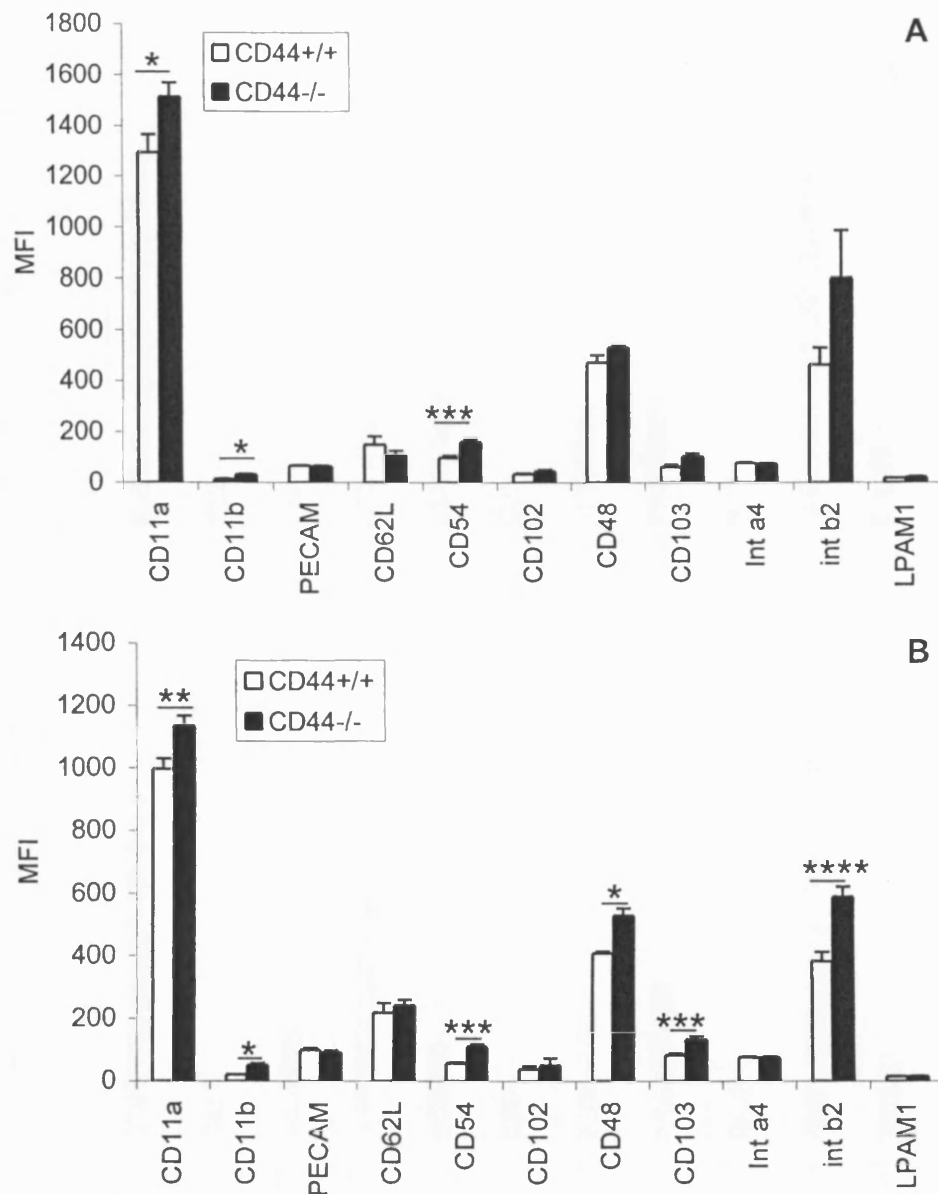 A
1800
1600
1400
1200
1000
800
600
400
200
0
MFI
CD44+/+
CD44-/-
*
*
***
CD11a
CD11b
PECAM
CD62L
CD54
CD102
CD48
CD103
Int a4
int b2
LPAM1
B
1400
1200
1000
800
600
400
200
0
MFI
CD44+/+
CD44-/-
**
*
***
*
***
****
CD11a
CD11b
PECAM
CD62L
CD54
CD102
CD48
CD103
Int a4
int b2
LPAM1